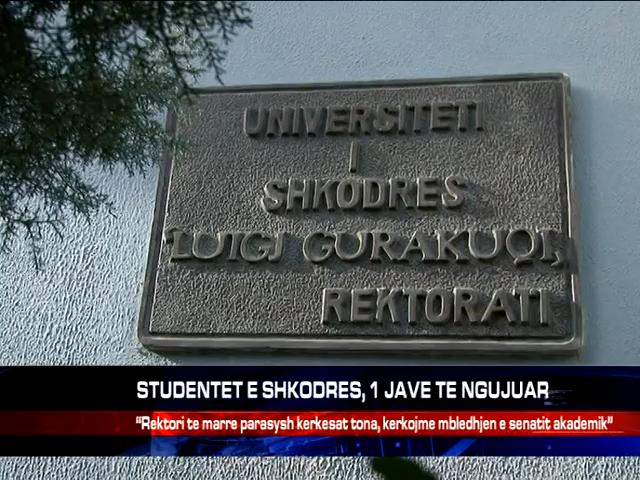 UNIVERSITETI
I
SHKODRES
"LUIGJ GURAKUQI„
REKTORATI
STUDENTET E SHKODRES, 1 JAVE TE NGUJUAR
"Rektori te marre parasysh kerkesat tona, kerkojme mbledhjen e senatit akademik"